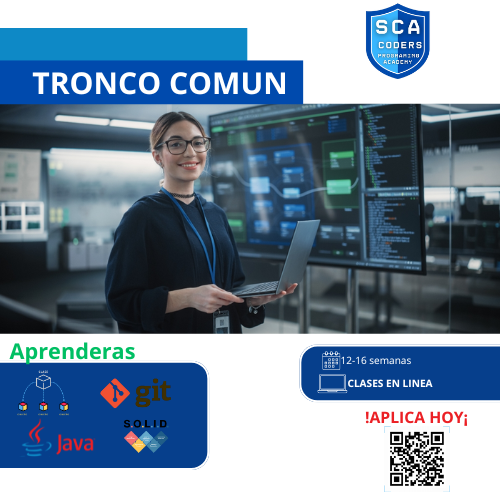 SCA
CODERS
PROGRAMING
ACADEMY
TRONCO COMUN
Aprenderas
12-16 semanas
CLASES EN LINEA
git
SOLID
Java
!APLICA HOY¡